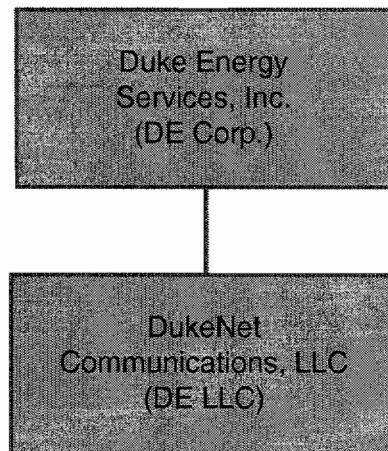 Duke Energy
Services, Inc.
(DE Corp.)
DukeNet
Communications, LLC
(DE LLC)